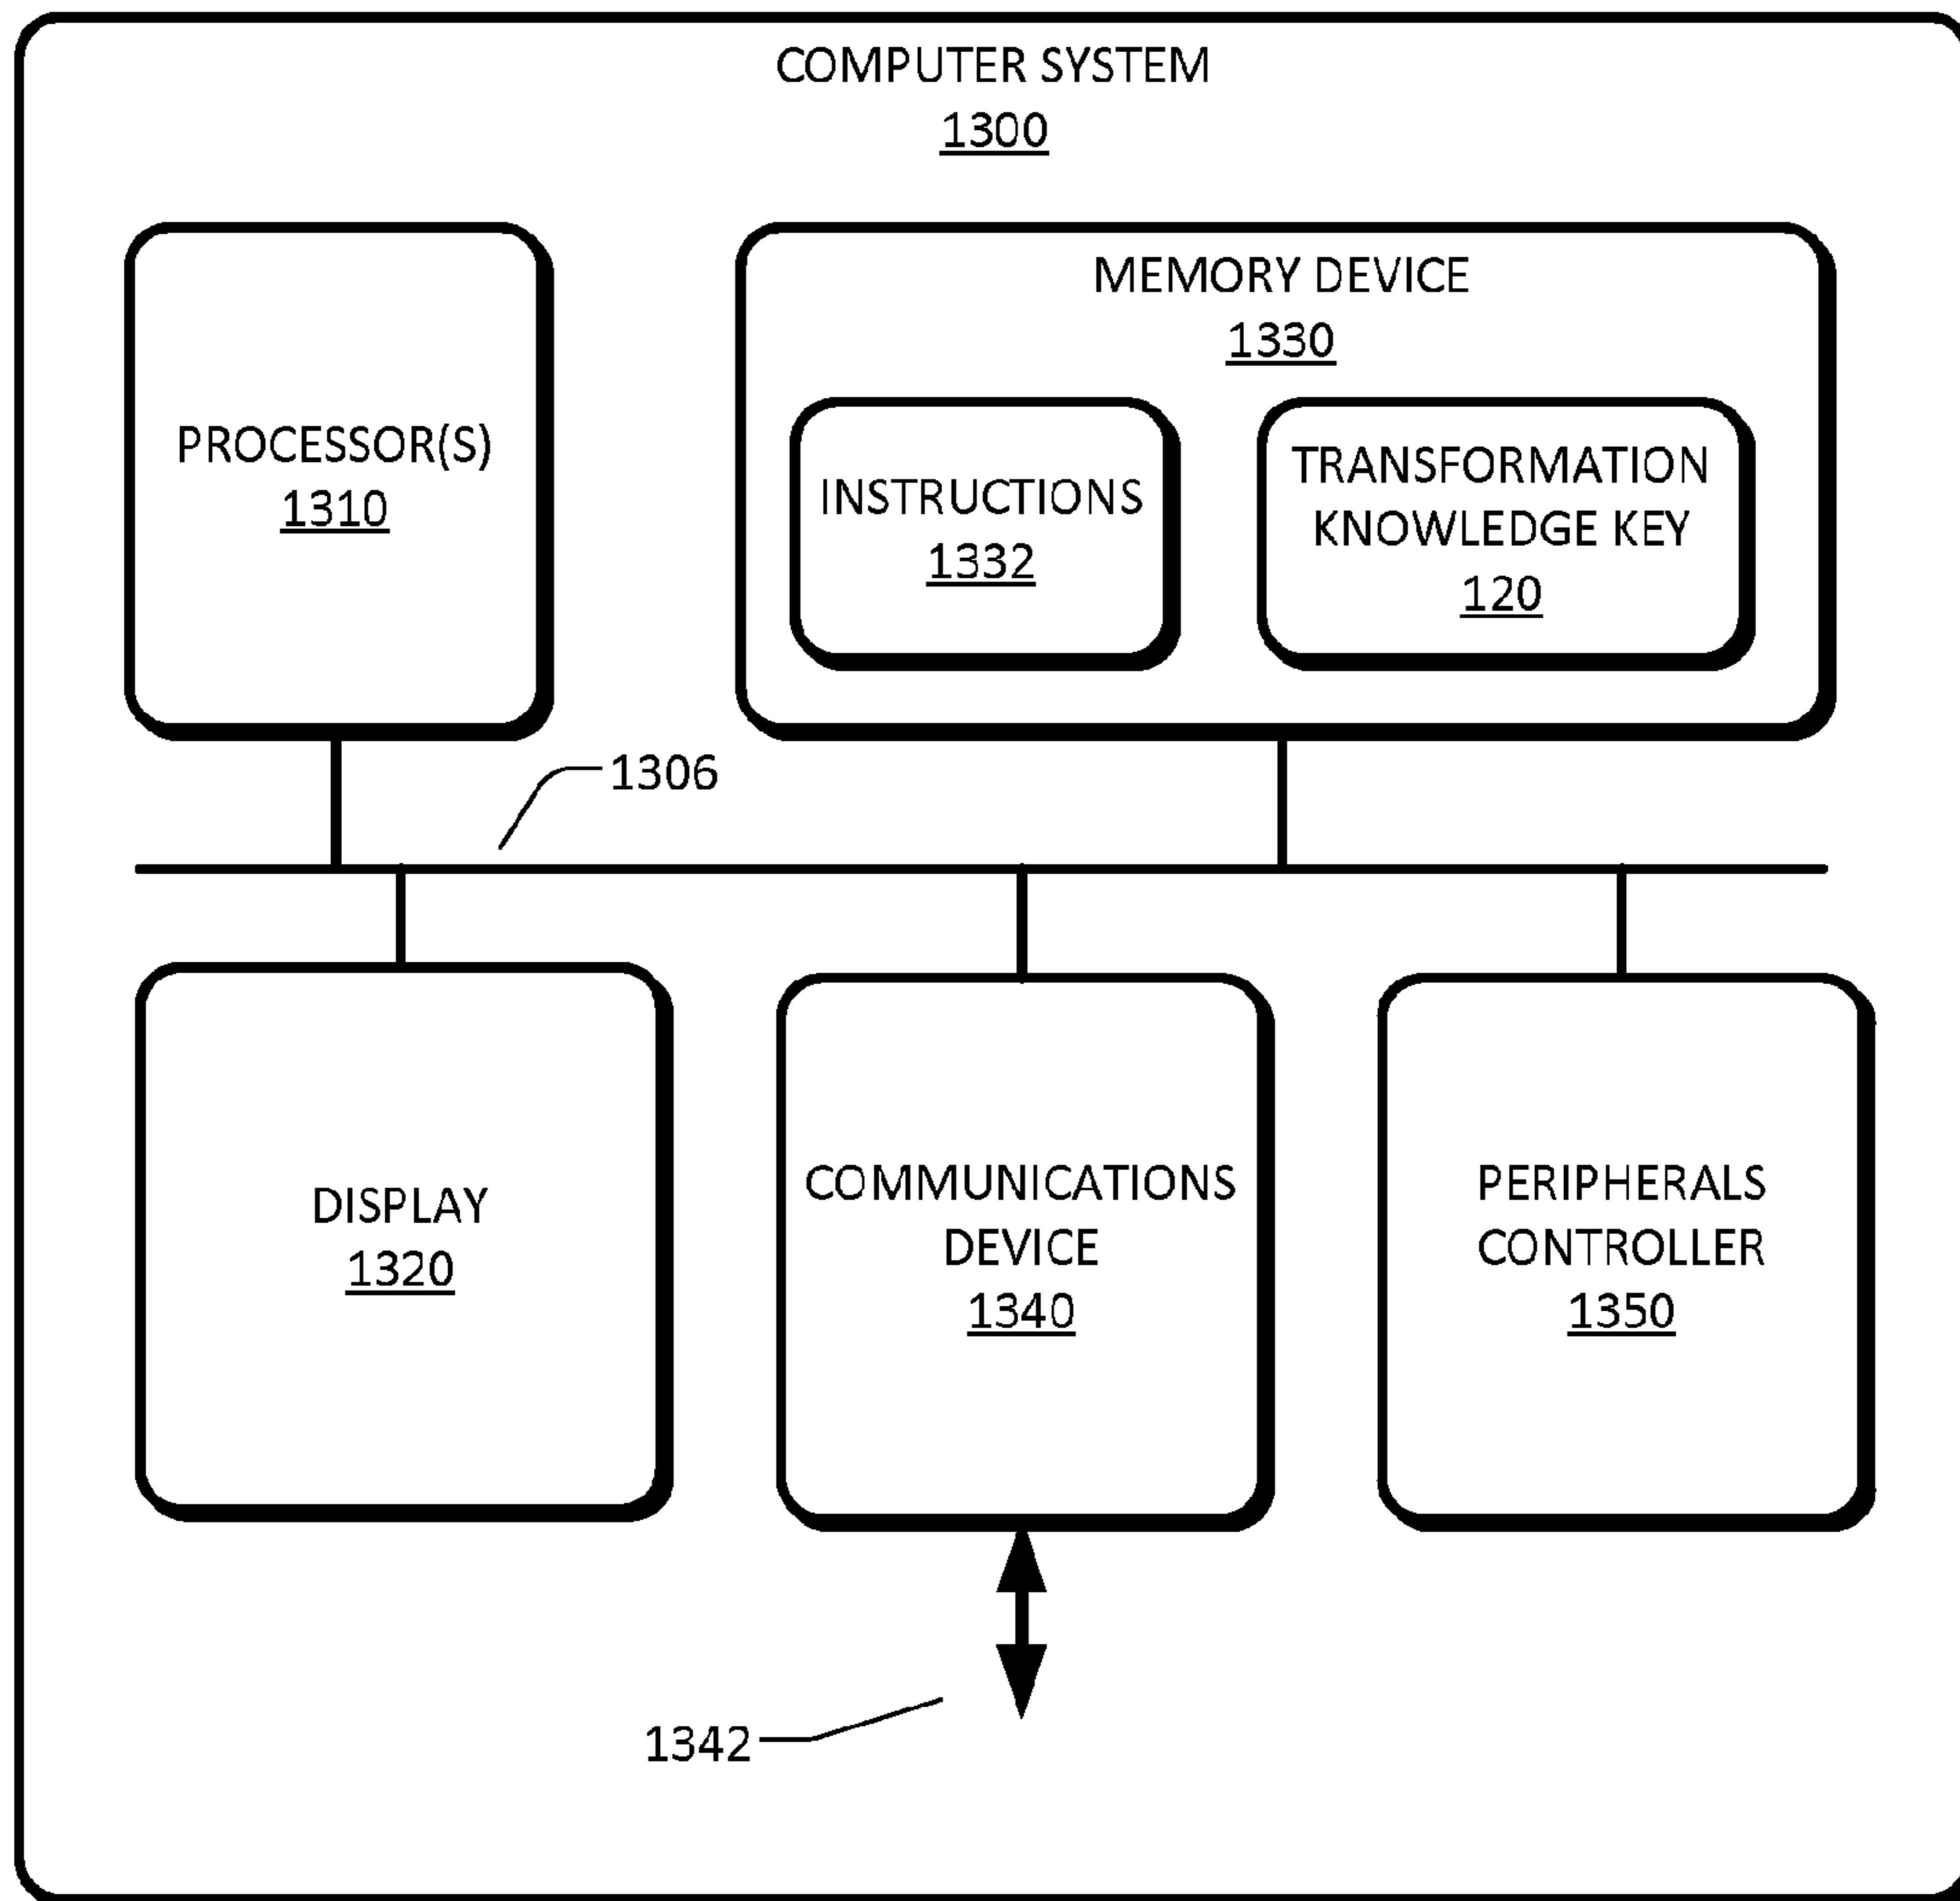 COMPUTER SYSTEM
1300
PROCESSOR(S)
1310
MEMORY DEVICE
1330
INSTRUCTIONS
1332
TRANSFORMATION
KNOWLEDGE KEY
120
1306
DISPLAY
1320
COMMUNICATIONS
DEVICE
1340
PERIPHERALS
CONTROLLER
1350
1342